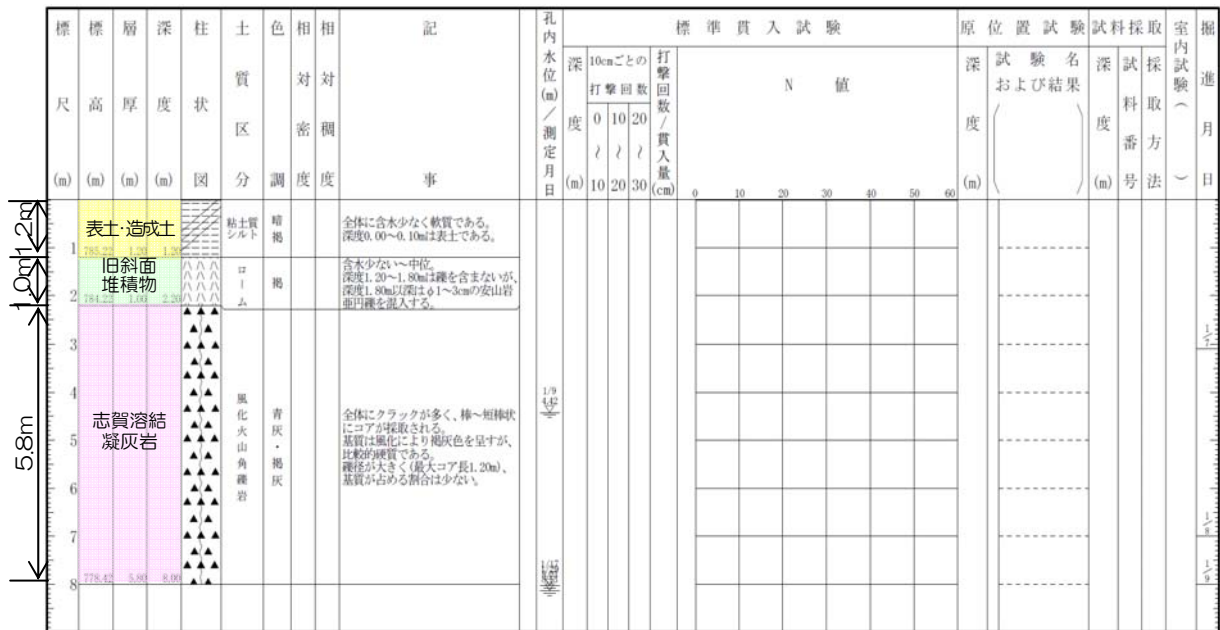 標尺(m)
標高(m)
層厚(m)
深度(m)
柱状図
土質区分
色調
相対密度
相対稠度
記事
孔内水位(m)/測定月日
標準貫入試験
深度(m)
10cmごとの
打撃回数
0 10 20
~ ~ ~
10 20 30
打撃回数/貫入量(cm)
N 値
0 10 20 30 40 50 60
原位置試験
深度(m)
試験名
および結果
試料採取
深度(m)
試料番号
採取方法
室内試験( )
掘進月日
1.2m
1.0m
5.8m
表土・造成土
1
785.22 1.20 1.20
粘土質
シルト
暗褐
全体に含水少なく軟質である。
深度0.00~0.10mは表土である。
旧斜面
堆積物
2
784.22 1.00 2.20
ローム
褐
含水少ない~中位。
深度1.20~1.80mは礫を含まないが、
深度1.80m以深はφ1~3cmの安山岩
亜円礫を混入する。
3
4
5
6
7
8
志賀溶結
凝灰岩
778.42 5.80 8.00
風化火山角礫岩
青灰・褐灰
全体にクラックが多く、棒~短棒状
にコアが採取される。
基質は風化により褐灰色を呈すが、
比較的硬質である。
礫径が大きく(最大コア長1.20m)、
基質が占める割合は少ない。
1/9
4.42
1/7
1/8
1/9